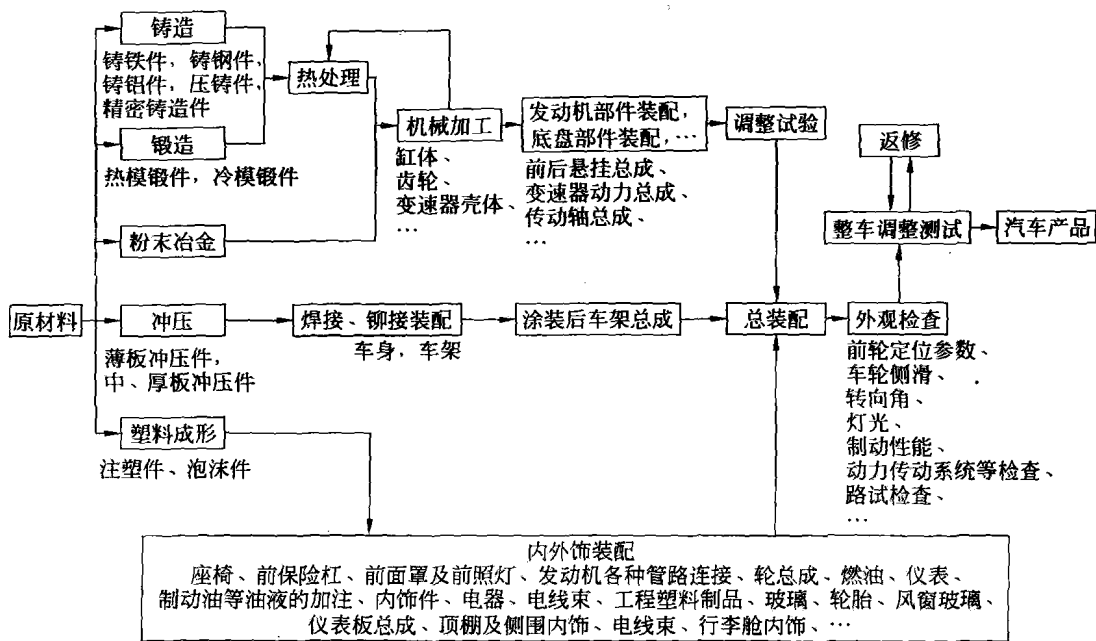 铸造
铸铁件，铸钢件、
铸铝件，压铸件、
精密铸造件
锻造
热模锻件，冷模锻件
粉末冶金
热处理
机械加工
缸体、
齿轮、
变速器壳体、
…
发动机部件装配，
底盘部件装配，…
前后悬挂总成、
变速器动力总成、
传动轴总成、
…
调整试验
返修
整车调整测试
汽车产品
原材料
冲压
薄板冲压件，
中、厚板冲压件
焊接、铆接装配
车身，车架
涂装后车架总成
总装配
外观检查
前轮定位参数、
车轮侧滑、
转向角、
灯光、
制动性能、
动力传动系统等检查、
路试检查、
…
塑料成形
注塑件、泡沫件
内外饰装配
座椅、前保险杠、前面罩及前照灯、发动机各种管路连接、轮总成、燃油、仪表、
制动油等油液的加注、内饰件、电器、电线束、工程塑料制品、玻璃、轮胎、风窗玻璃、
仪表板总成、顶棚及侧围内饰、电线束、行李舱内饰、…